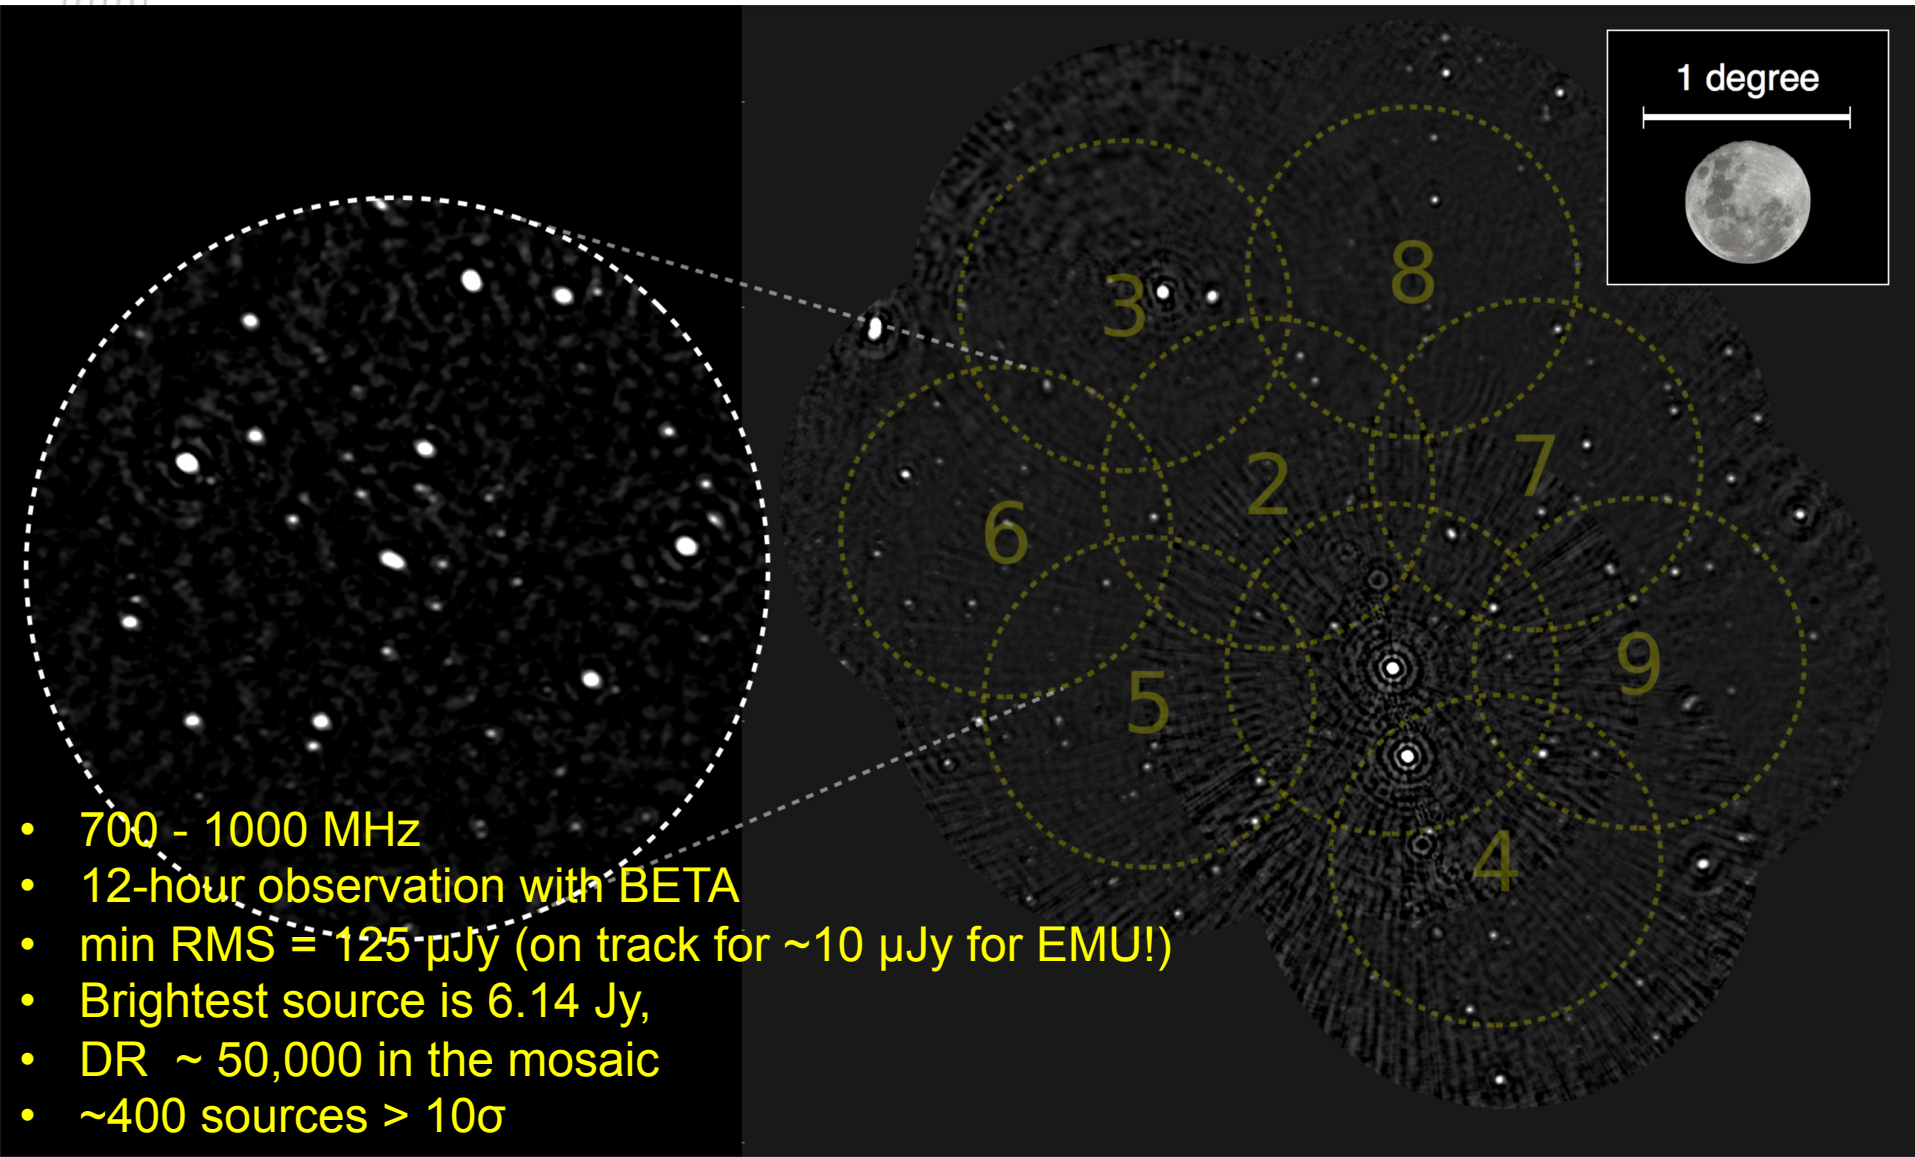 1 degree
3
8
2
7
6
5
9
4
• 700 - 1000 MHz
• 12-hour observation with BETA
• min RMS = 125 µJy (on track for ~10 µJy for EMU!)
• Brightest source is 6.14 Jy,
• DR ~ 50,000 in the mosaic
• ~400 sources > 10σ